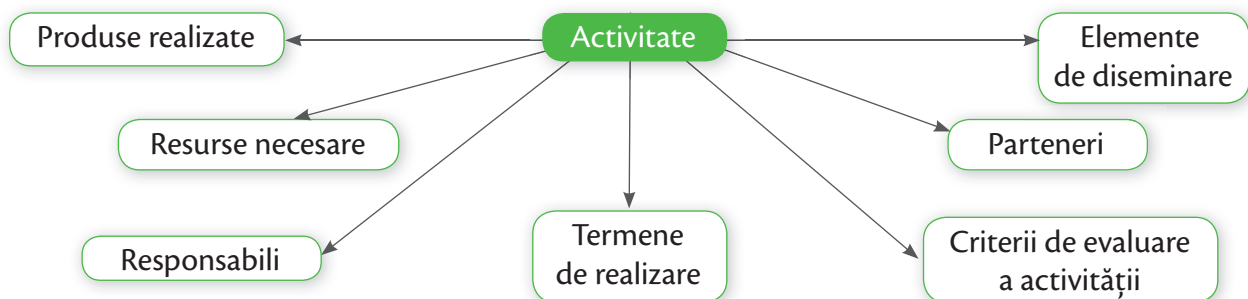 Produse realizate
Activitate
Elemente
de diseminare
Resurse necesare
Parteneri
Responsabili
Termene
de realizare
Criterii de evaluare
a activității